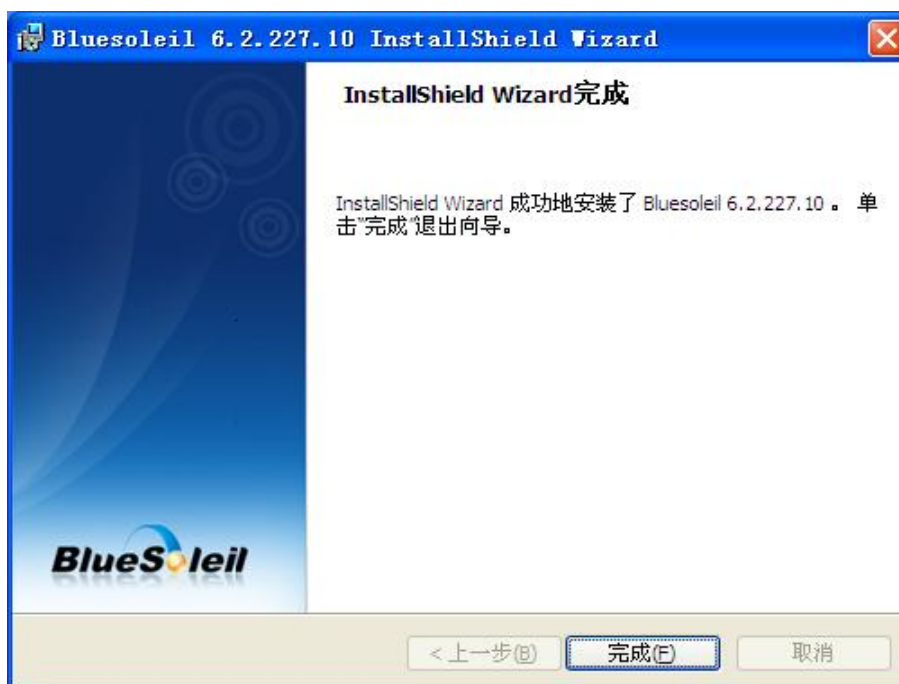 Bluesoleil 6.2.227.10 InstallShield Wizard
InstallShield Wizard完成
InstallShield Wizard 成功地安装了 Bluesoleil 6.2.227.10 。 单
击"完成"退出向导。
BlueSoleil
< 上一步(B)
完成(F)
取消